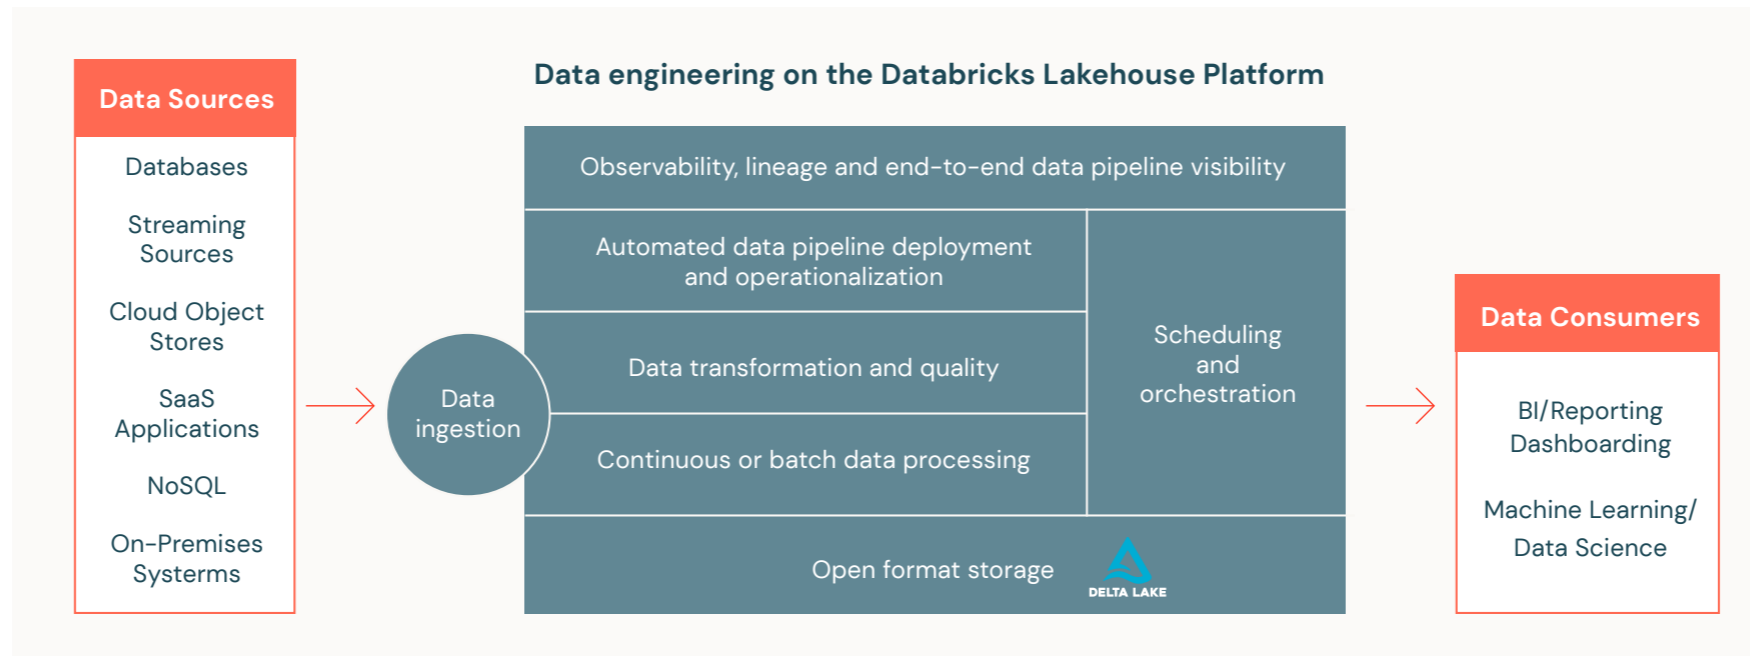 Data engineering on the Databricks Lakehouse Platform
Data Sources
Databases
Streaming
Sources
Cloud Object
Stores
SaaS
Applications
NoSQL
On-Premises
Systerms
Data
ingestion
Observability, lineage and end-to-end data pipeline visibility
Automated data pipeline deployment
and operationalization
Data transformation and quality
Continuous or batch data processing
Scheduling
and
orchestration
Open format storage
DELTA LAKE
Data Consumers
BI/Reporting
Dashboarding
Machine Learning/
Data Science